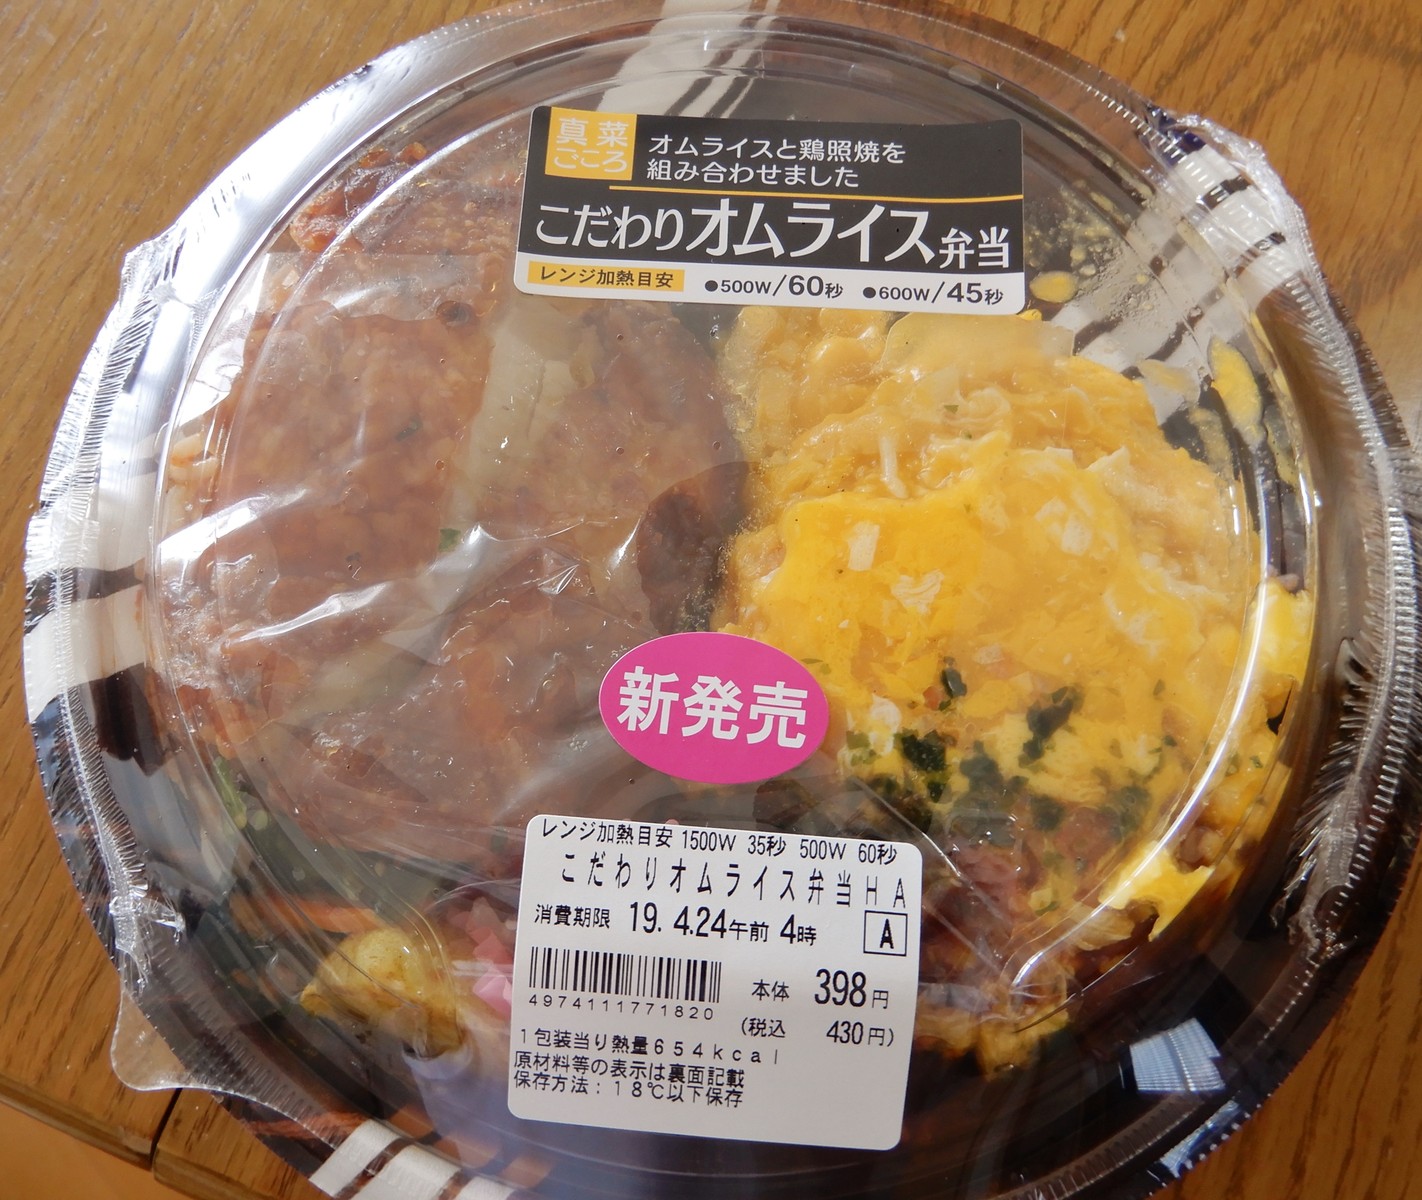 真菜
ごころ
オムライスと鶏照焼を
組み合わせました
こだわりオムライス弁当
レンジ加熱目安 ●500W/60秒 ●600W/45秒
新発売
レンジ加熱目安 1500W 35秒 500W 60秒
こだわりオムライス弁当HA
消費期限 19. 4.24午前 4時 A
4974111771820
本体 398円
(税込 430円)
1包装当り熱量654kcal
原材料等の表示は裏面記載
保存方法:18℃以下保存